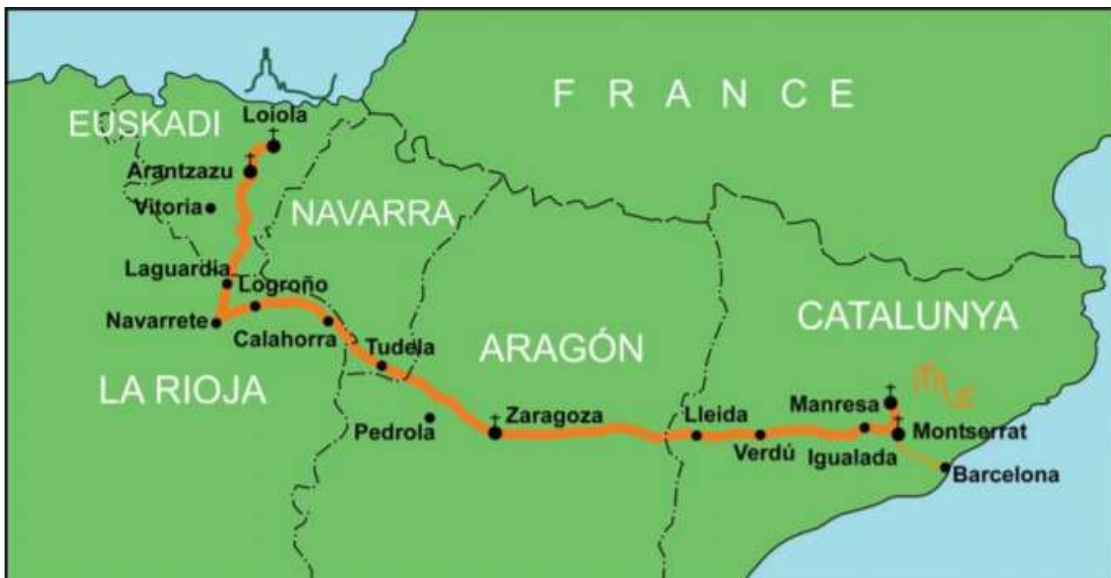 FRANCE
EUSKADI
Loiola
Arantzazu
Vitoria
NAVARRA
Laguardia
Logroño
Navarrete
Calahorra
Tudela
LA RIOJA
ARAGÓN
CATALUNYA
Pedrola
Zaragoza
Lleida
Verdú
Manresa
Igualada
Montserrat
Barcelona